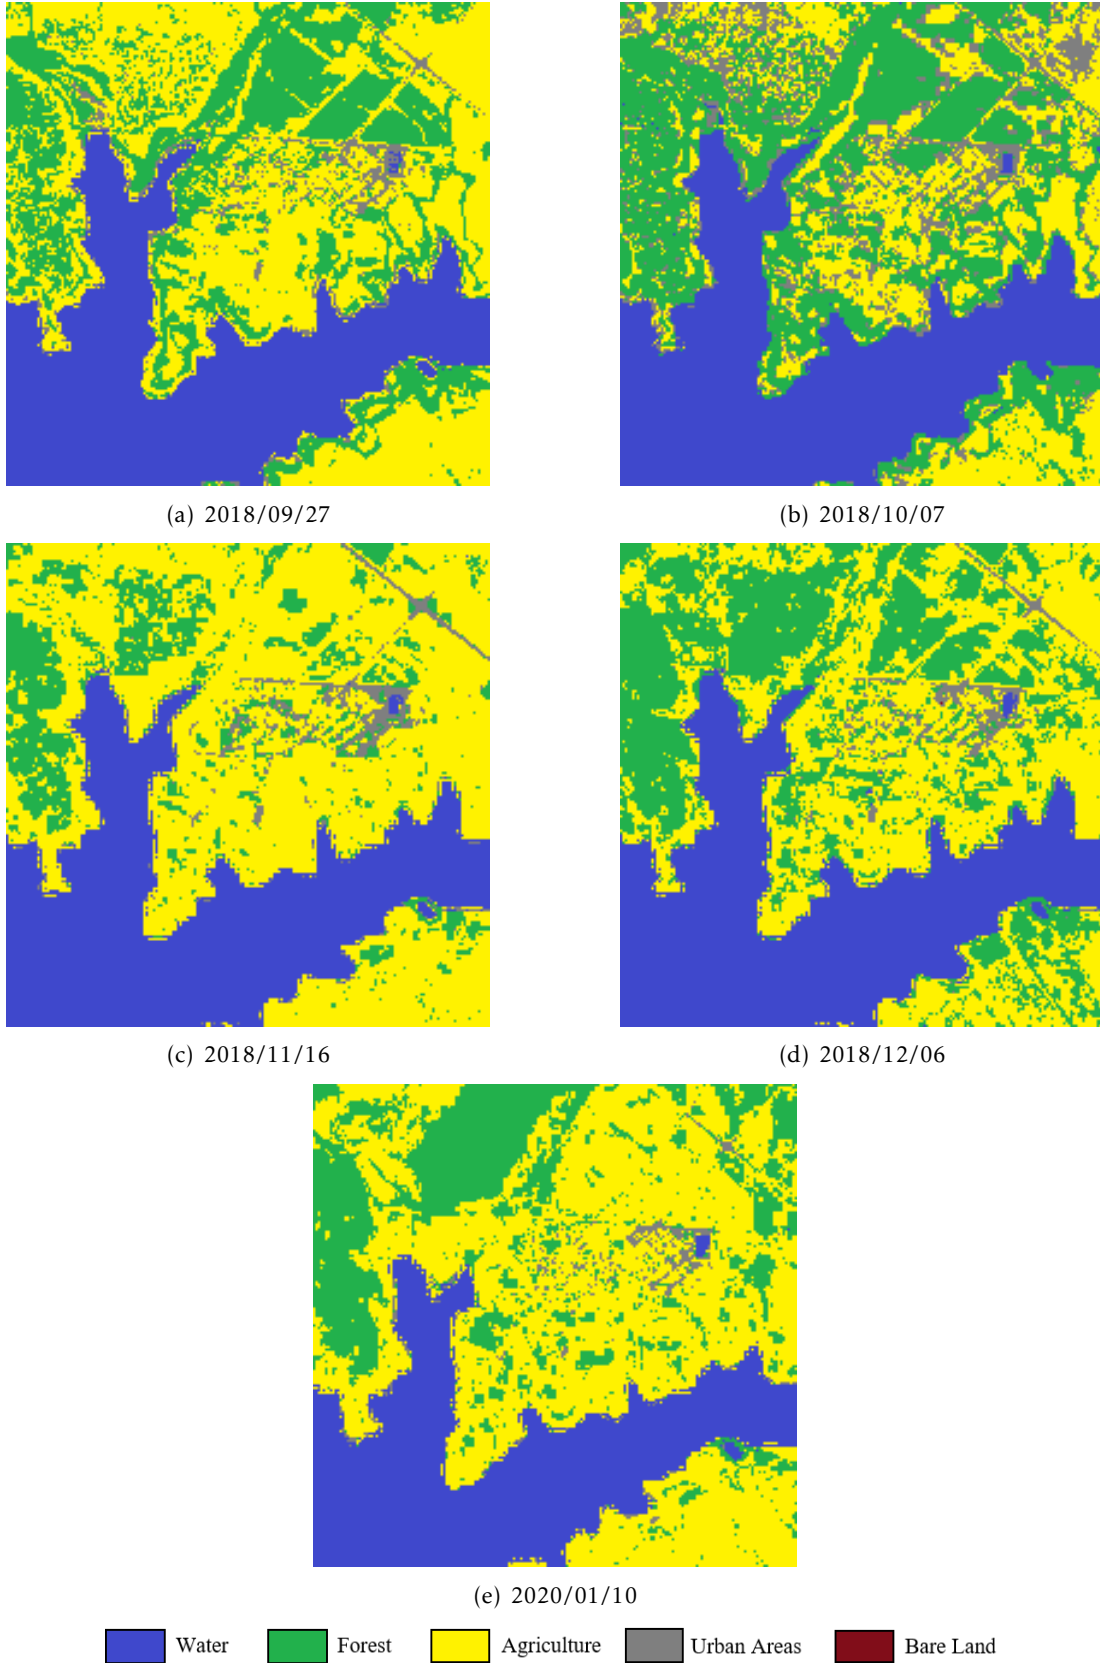 (a) 2018/09/27
(b) 2018/10/07
(c) 2018/11/16
(d) 2018/12/06
(e) 2020/01/10
Water Forest Agriculture Urban Areas Bare Land